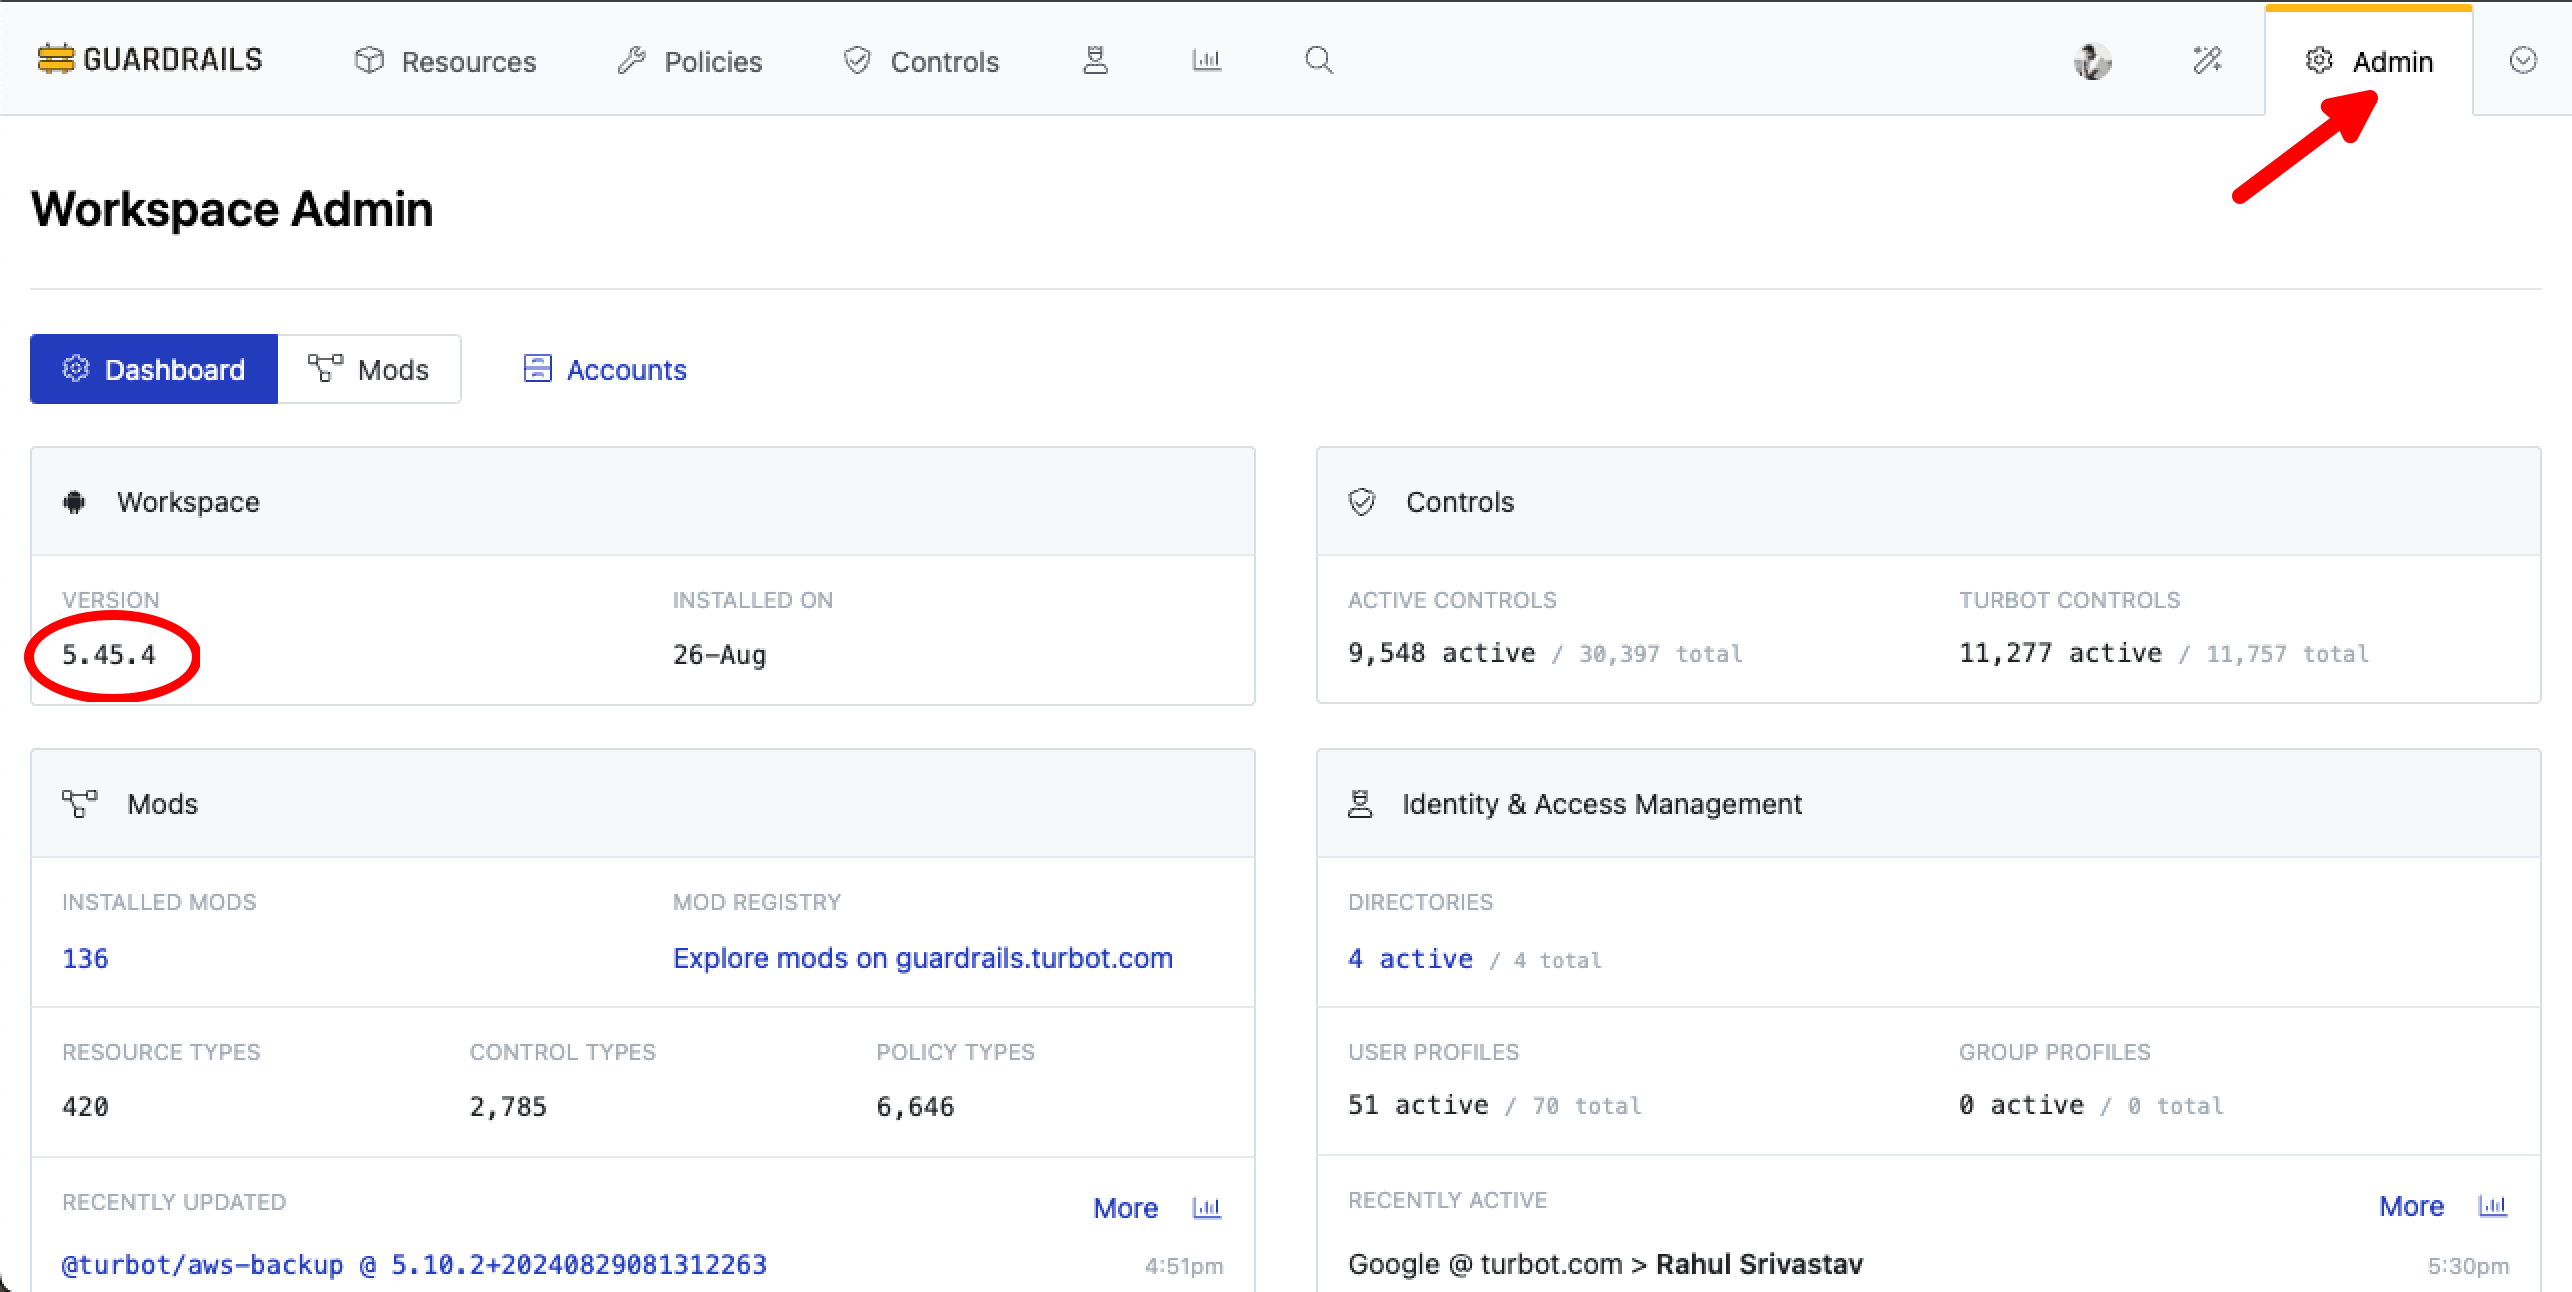 GUARDRAILS Resources Policies Controls Admin
Workspace Admin
Dashboard Mods Accounts
Workspace
VERSION INSTALLED ON
5.45.4 26-Aug
Controls
ACTIVE CONTROLS TURBOT CONTROLS
9,548 active / 30,397 total 11,277 active / 11,757 total
Mods
INSTALLED MODS MOD REGISTRY
136 Explore mods on guardrails.turbot.com
RESOURCE TYPES CONTROL TYPES POLICY TYPES
420 2,785 6,646
RECENTLY UPDATED More
@turbot/aws-backup @ 5.10.2+20240829081312263 4:51pm
Identity & Access Management
DIRECTORIES
4 active / 4 total
USER PROFILES GROUP PROFILES
51 active / 70 total 0 active / 0 total
RECENTLY ACTIVE More
Google @ turbot.com > Rahul Srivastav 5:30pm